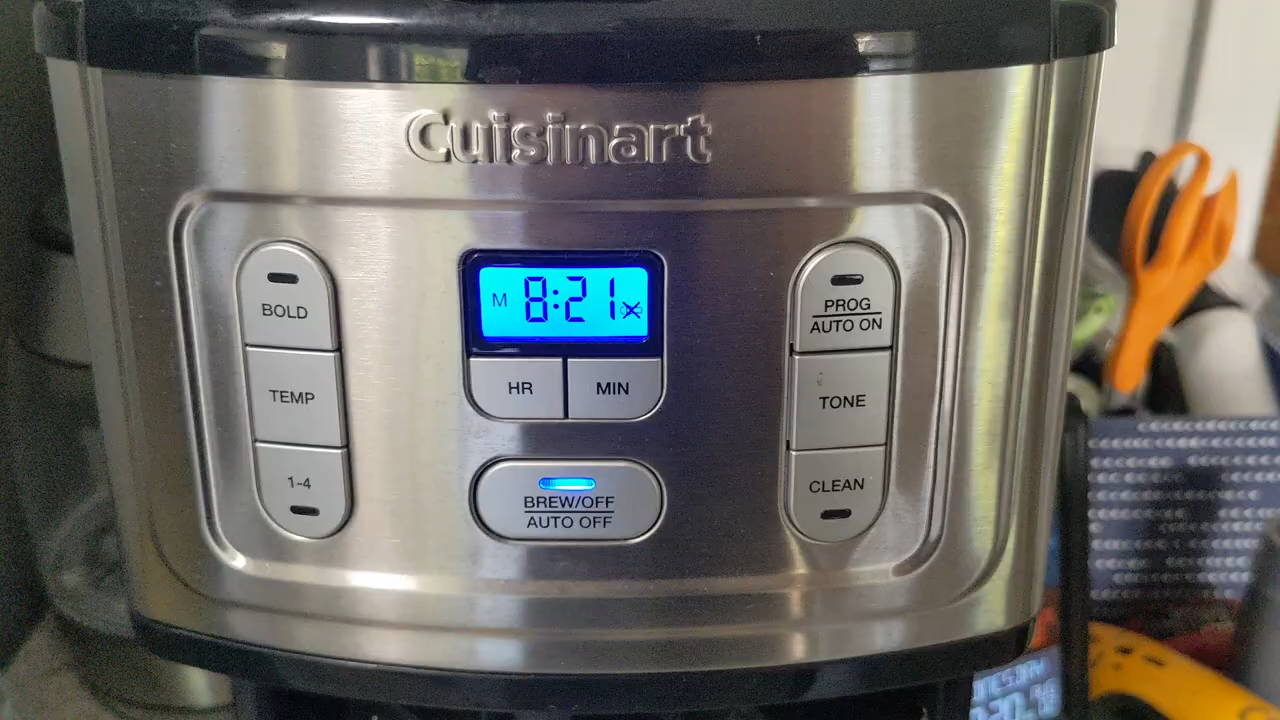 Cuisinart
BOLD
TEMP
1-4
M 8:21
HR
MIN
BREW/OFF
AUTO OFF
PROG
AUTO ON
TONE
CLEAN